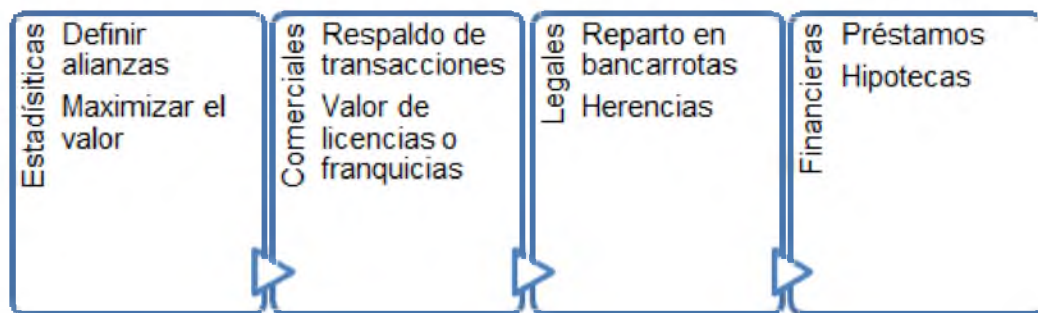 Estadísiticas
Definir
alianzas
Maximizar el
valor
Comerciales
Respaldo de
transacciones
Valor de
licencias o
franquicias
Legales
Reparto en
bancarrotas
Herencias
Financieras
Préstamos
Hipotecas